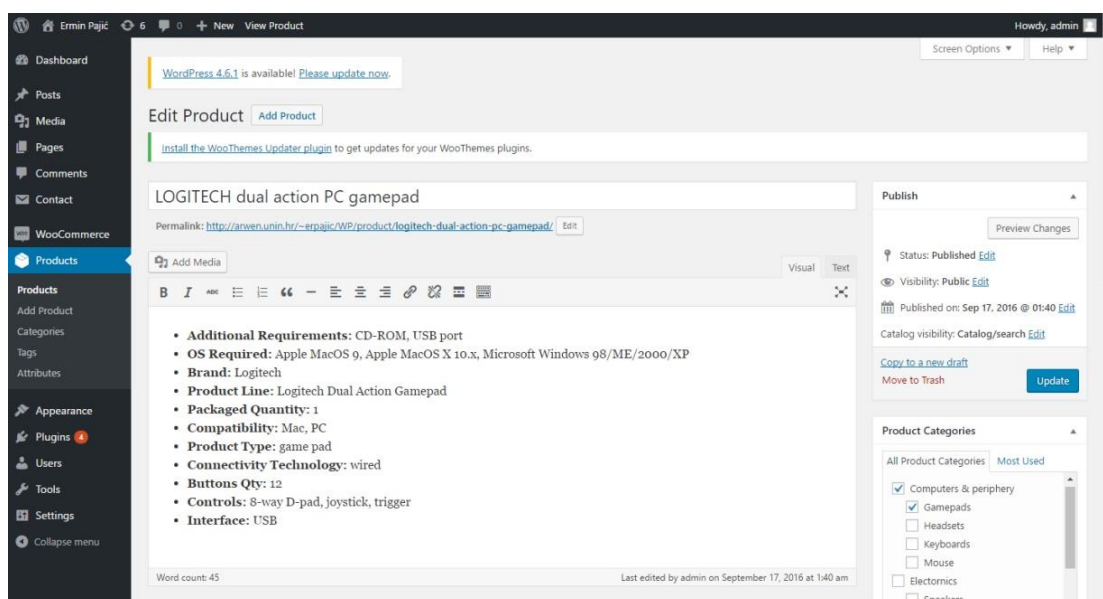 Ermin Pajić 6 0 + New View Product Howdy, admin
Screen Options ▼ Help ▼
Dashboard
Posts
Media
Pages
Comments
Contact
WooCommerce
Products
Products
Add Product
Categories
Tags
Attributes
Appearance
Plugins 4
Users
Tools
Settings
Collapse menu
WordPress 4.6.1 is available! Please update now.
Edit Product Add Product
Install the WooThemes Updater plugin to get updates for your WooThemes plugins.
LOGITECH dual action PC gamepad
Permalink: http://arwen.unin.hr/~erpajic/WP/product/logitech-dual-action-pc-gamepad/ Edit
Add Media
Visual Text
B I ABC
• Additional Requirements: CD-ROM, USB port
• OS Required: Apple MacOS 9, Apple MacOS X 10.x, Microsoft Windows 98/ME/2000/XP
• Brand: Logitech
• Product Line: Logitech Dual Action Gamepad
• Packaged Quantity: 1
• Compatibility: Mac, PC
• Product Type: game pad
• Connectivity Technology: wired
• Buttons Qty: 12
• Controls: 8-way D-pad, joystick, trigger
• Interface: USB
Word count: 45 Last edited by admin on September 17, 2016 at 1:40 am
Publish
Preview Changes
Status: Published Edit
Visibility: Public Edit
Published on: Sep 17, 2016 @ 01:40 Edit
Catalog visibility: Catalog/search Edit
Copy to a new draft
Move to Trash Update
Product Categories
All Product Categories Most Used
Computers & periphery
Gamepads
Headsets
Keyboards
Mouse
Electornics